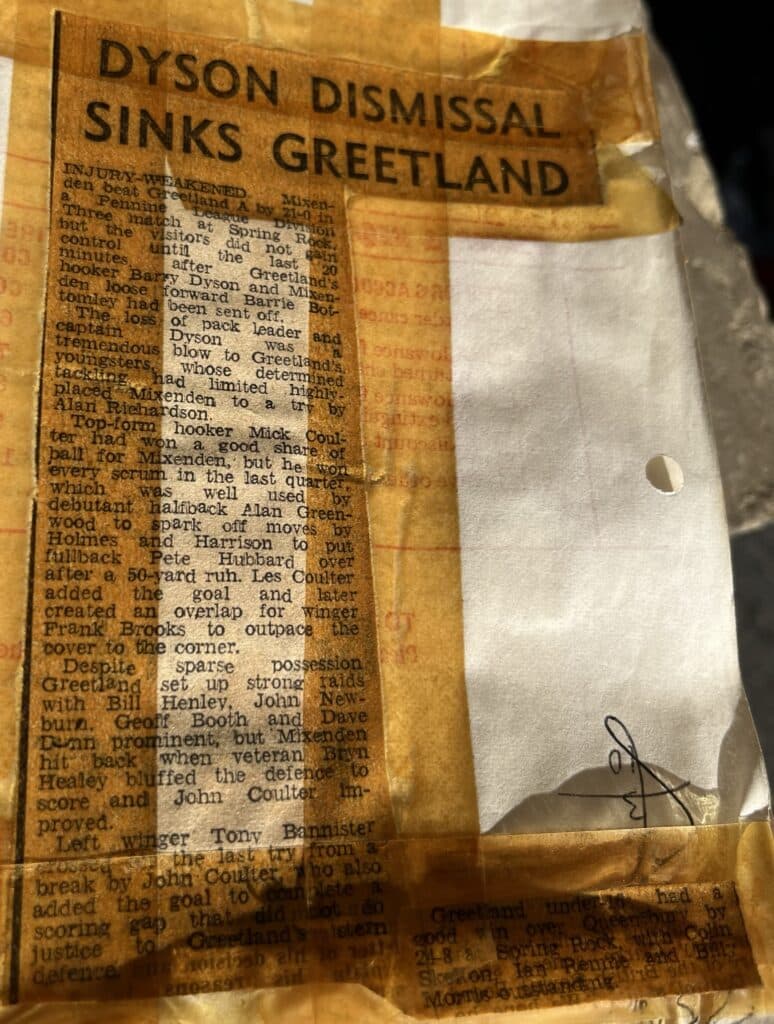 DYSON DISMISSAL
SINKS GREETLAND
INJURY-WEAKENED Mixen-
den beat Greetland A by 21-0 in
a Pennine League Division
Three match at Spring Rock,
but the visitors did not gain
control until the last 20
minutes after Greetland's
hooker Barry Dyson and Mixen-
den loose forward Barrie Bot-
tomley had been sent off.
The loss of pack leader and
captain Dyson was a
tremendous blow to Greetland's
youngsters, whose determined
tackling had limited highly-
placed Mixenden to a try by
Alan Richardson.
Top-form hooker Mick Coul-
ter had won a good share of
ball for Mixenden, but he won
every scrum in the last quarter,
which was well used by
debutant halfback Alan Green-
wood to spark off moves by
Holmes and Harrison to put
fullback Pete Hubbard over
after a 50-yard ruh. Les Coulter
added the goal and later
created an overlap for winger
Frank Brooks to outpace the
cover to the corner.
Despite sparse possession
Greetland set up strong raids
with Bill Henley, John New-
burn, Geoff Booth and Dave
Dunn prominent, but Mixenden
hit back when veteran Bryn
Healey bluffed the defence to
score and John Coulter im-
proved.
Left winger Tony Bannister
crossed the last try from a
break by John Coulter, who also
added the goal to complete a
scoring gap that did not do
justice to Greetland's stern
defence.
Greetland under- had a
good win over Queensbury by
24-8 at Spring Rock, with Colin
Ian Rennie and Billy
Morris outstanding.